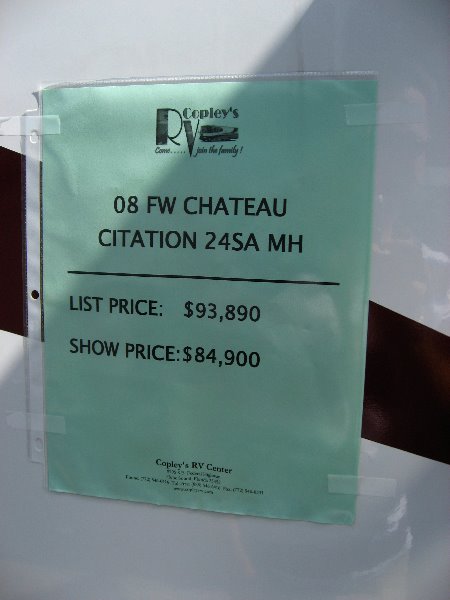 Copley's
RV
Come..... join the family!
08 FW CHATEAU
CITATION 24SA MH
LIST PRICE: $93,890
SHOW PRICE:$84,900
Copley's RV Center